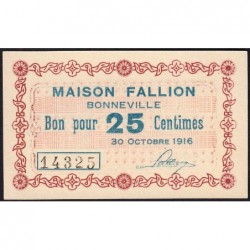 MAISON FALLION
BONNEVILLE
Bon pour 25 Centimes
30 OCTOBRE 1916
14325